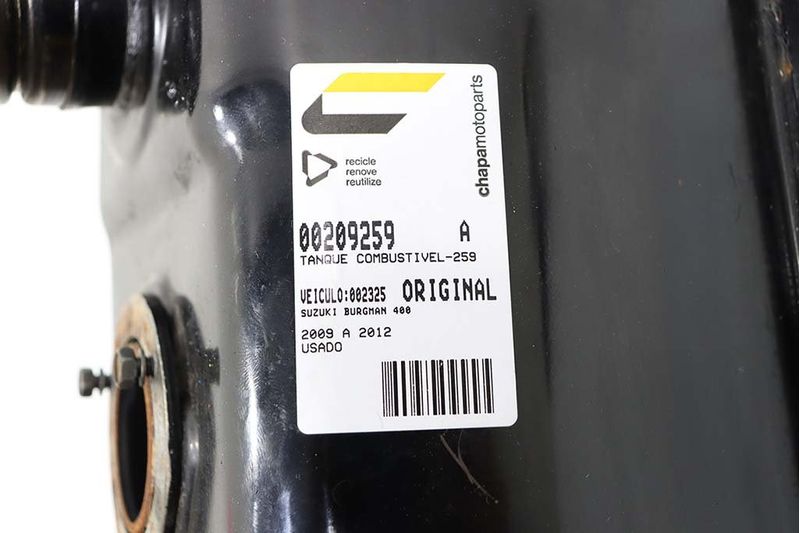 chapamotoparts
recicle
renove
reutilize
00209259 A
TANQUE COMBUSTIVEL-259
VEICULO:002325 ORIGINAL
SUZUKI BURGMAN 400
2009 A 2012
USADO